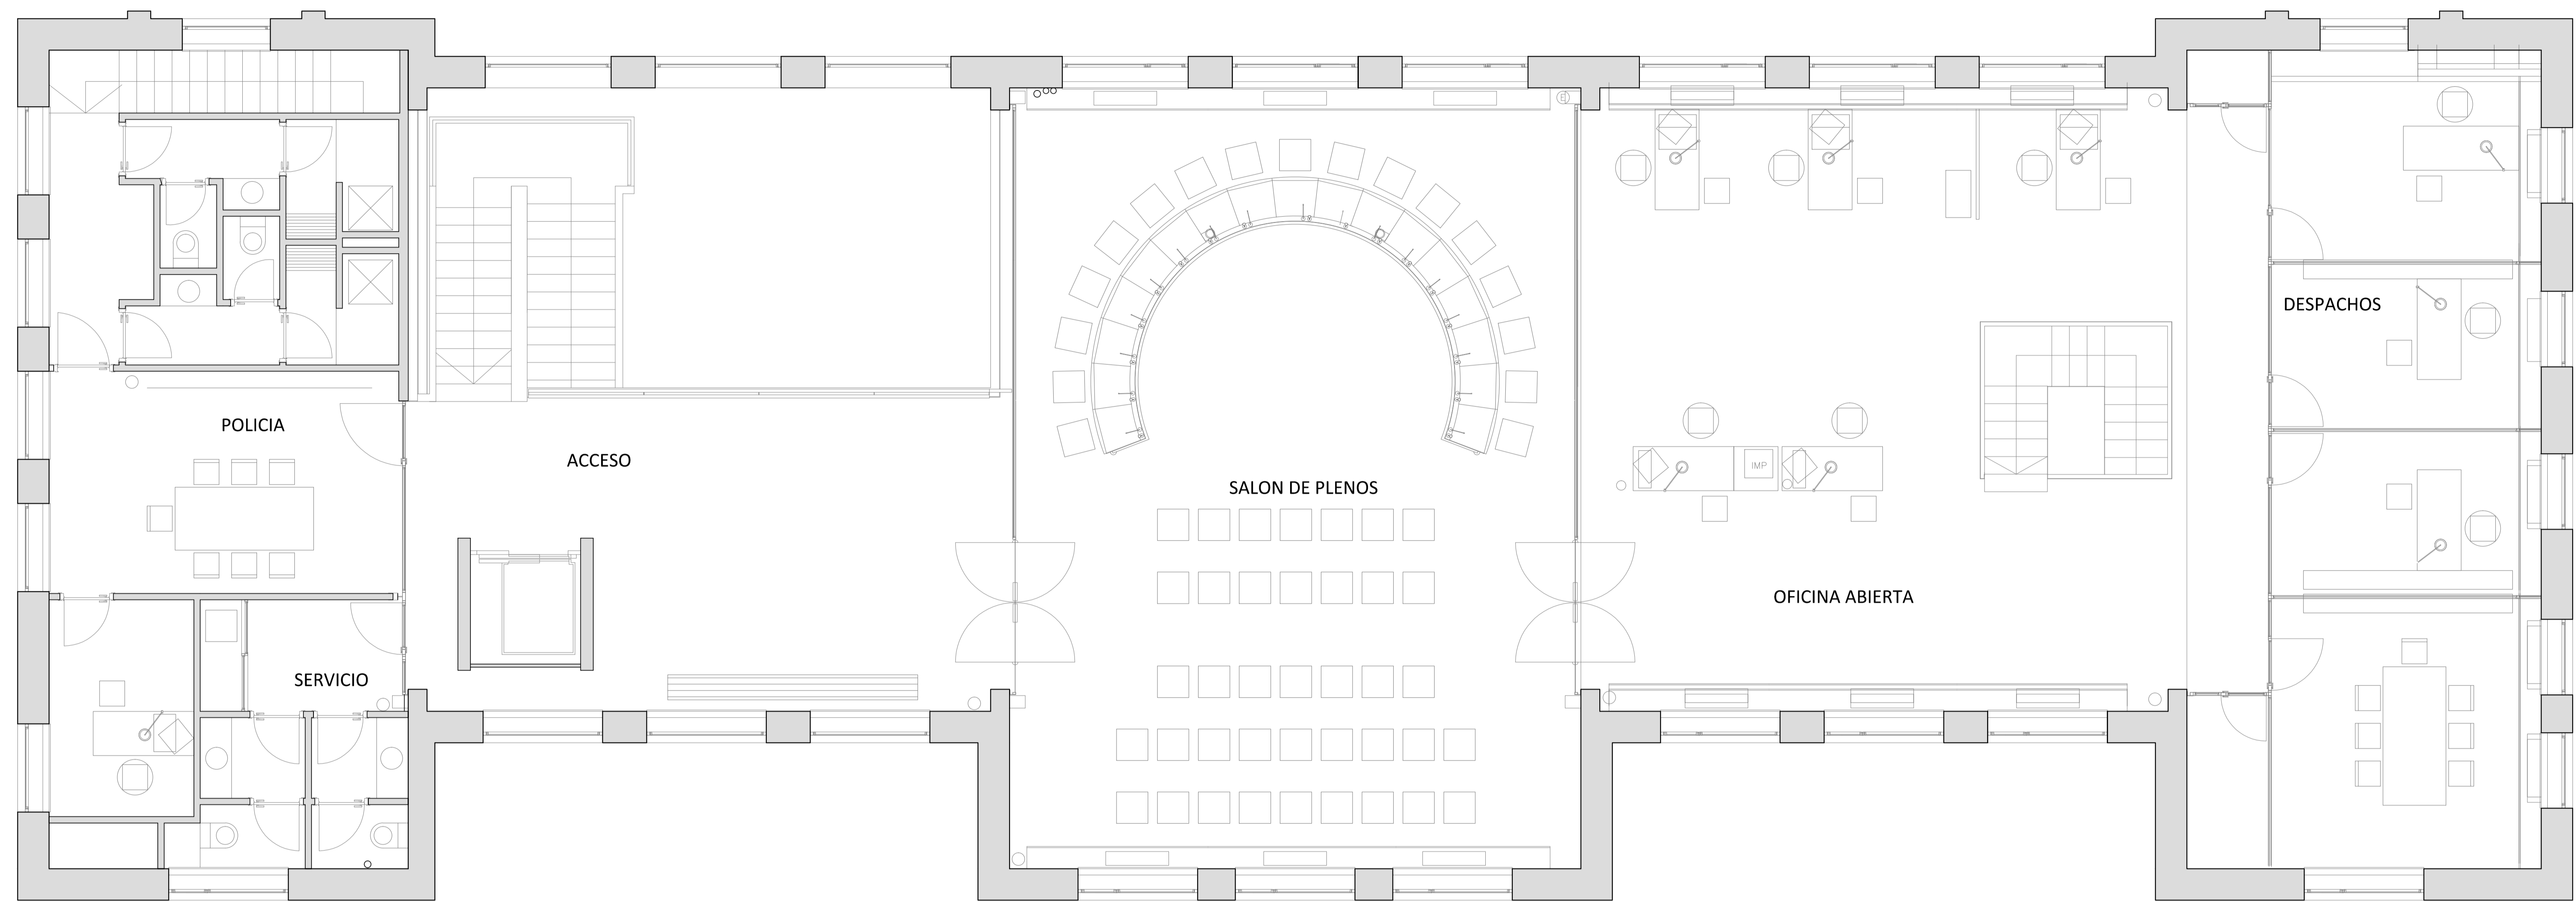 DESPACHOS
POLICIA
ACCESO
IMP
SALON DE PLENOS
OFICINA ABIERTA
SERVICIO